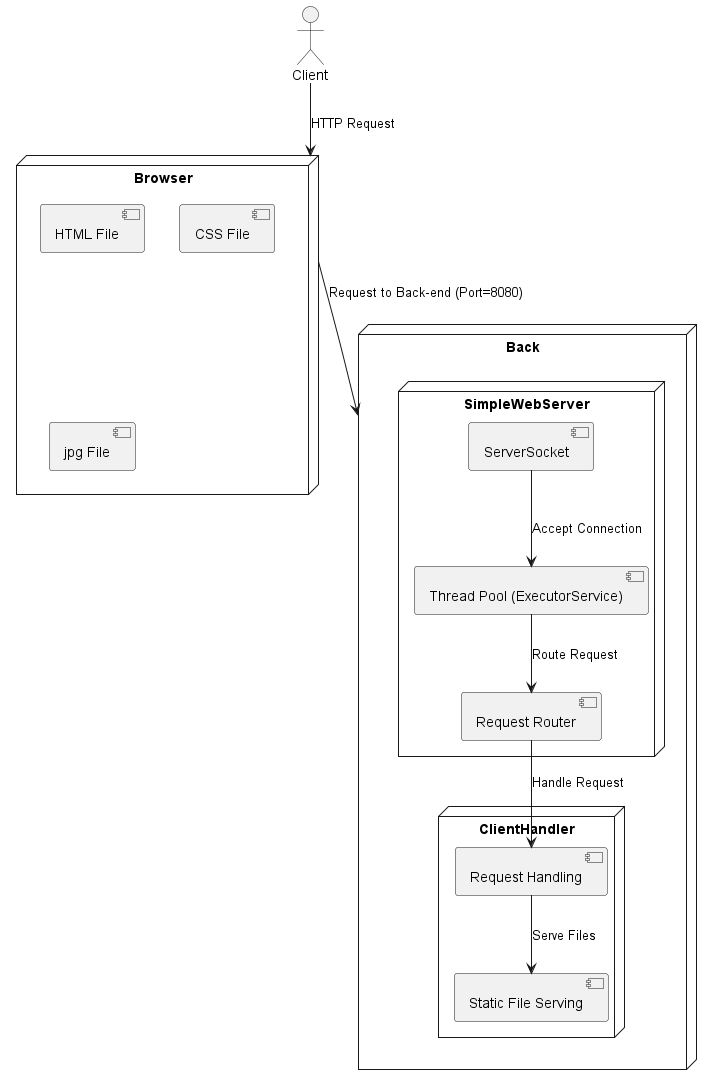 Client
HTTP Request
Browser
HTML File
CSS File
Request to Back-end (Port=8080)
Back
SimpleWebServer
ServerSocket
jpg File
Accept Connection
Thread Pool (ExecutorService)
Route Request
Request Router
Handle Request
ClientHandler
Request Handling
Serve Files
Static File Serving